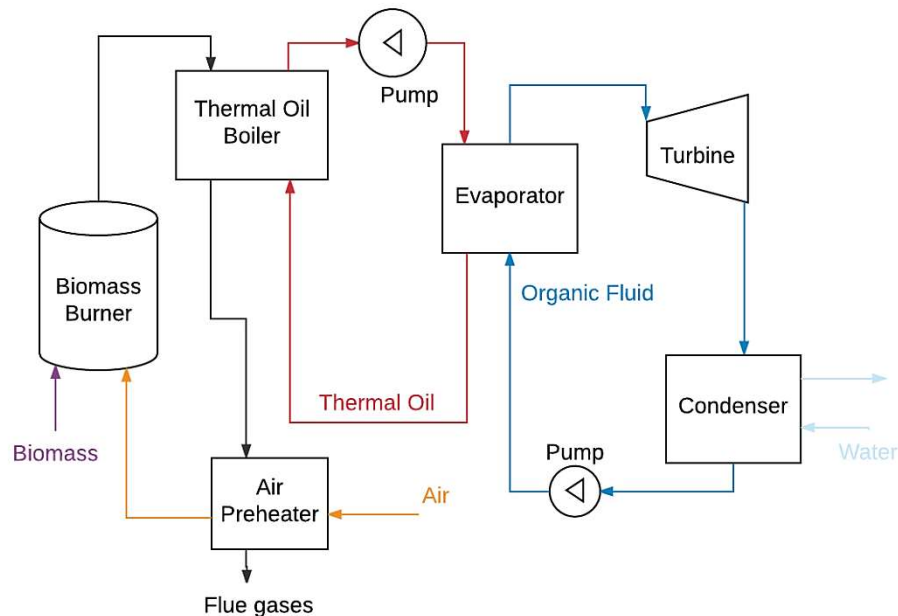 Thermal Oil
Boiler
Pump
Turbine
Evaporator
Biomass
Burner
Organic Fluid
Thermal Oil
Condenser
Biomass
Pump
Water
Air
Preheater
Air
Flue gases